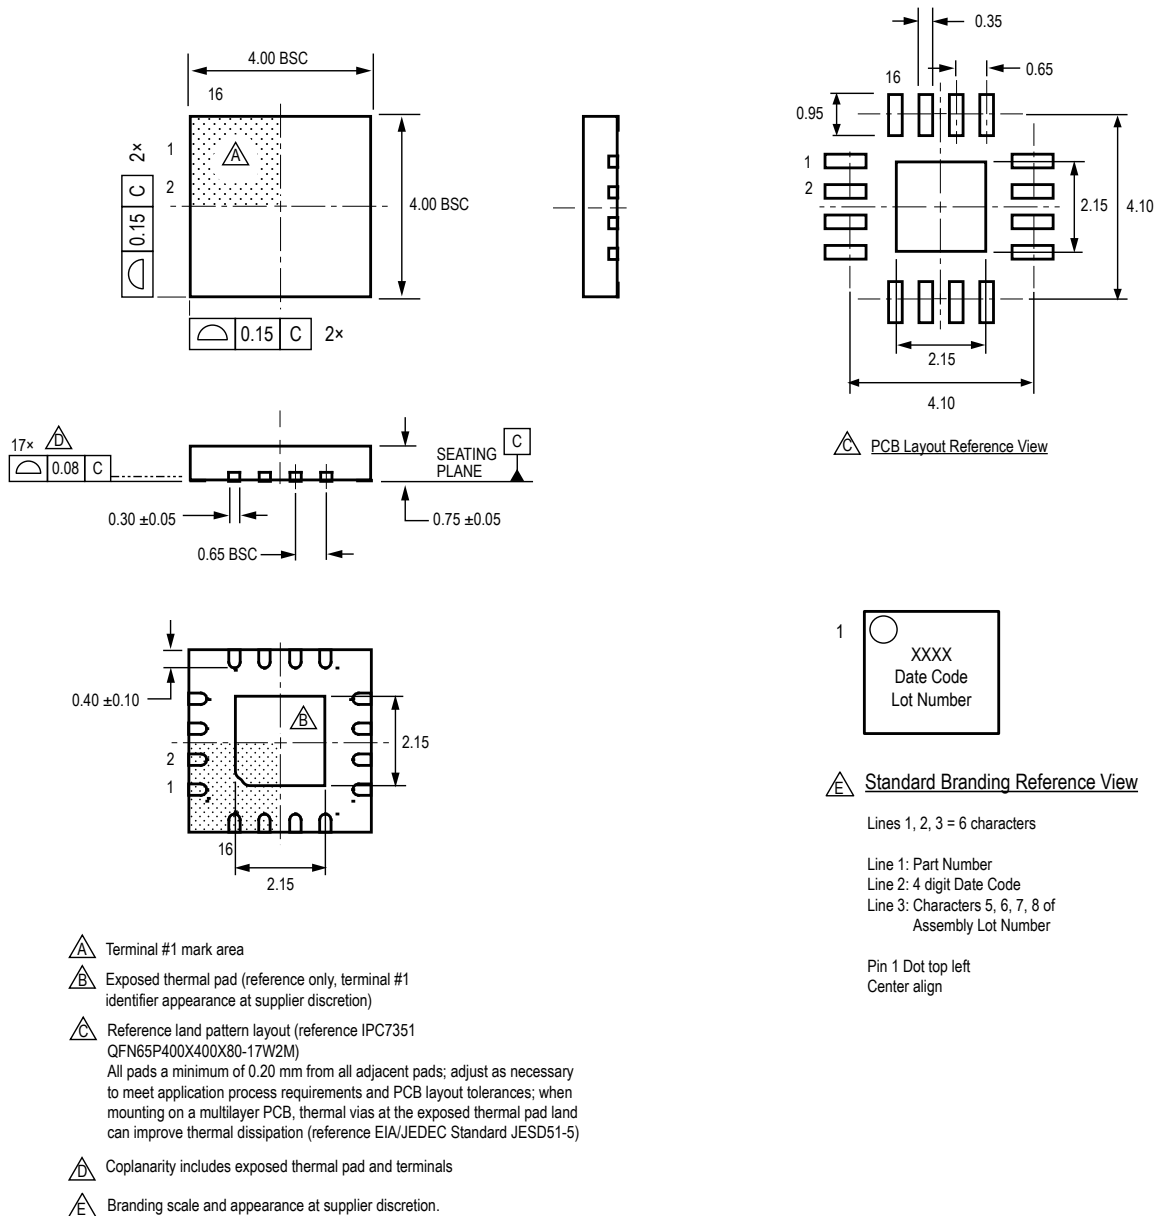 4.00 BSC
16
1
2
A
4.00 BSC
2×
0.15 C
0.15 C 2×
0.35
0.65
16
0.95
1
2
2.15
4.10
2.15
4.10
C PCB Layout Reference View
17× D
0.08 C
SEATING
PLANE
C
0.30 ±0.05
0.75 ±0.05
0.65 BSC
0.40 ±0.10
B
2.15
2
1
16
2.15
1
XXXX
Date Code
Lot Number
E Standard Branding Reference View
Lines 1, 2, 3 = 6 characters
Line 1: Part Number
Line 2: 4 digit Date Code
Line 3: Characters 5, 6, 7, 8 of
Assembly Lot Number
Pin 1 Dot top left
Center align
A Terminal #1 mark area
B Exposed thermal pad (reference only, terminal #1
identifier appearance at supplier discretion)
C Reference land pattern layout (reference IPC7351
QFN65P400X400X80-17W2M)
All pads a minimum of 0.20 mm from all adjacent pads; adjust as necessary
to meet application process requirements and PCB layout tolerances; when
mounting on a multilayer PCB, thermal vias at the exposed thermal pad land
can improve thermal dissipation (reference EIA/JEDEC Standard JESD51-5)
D Coplanarity includes exposed thermal pad and terminals
E Branding scale and appearance at supplier discretion.